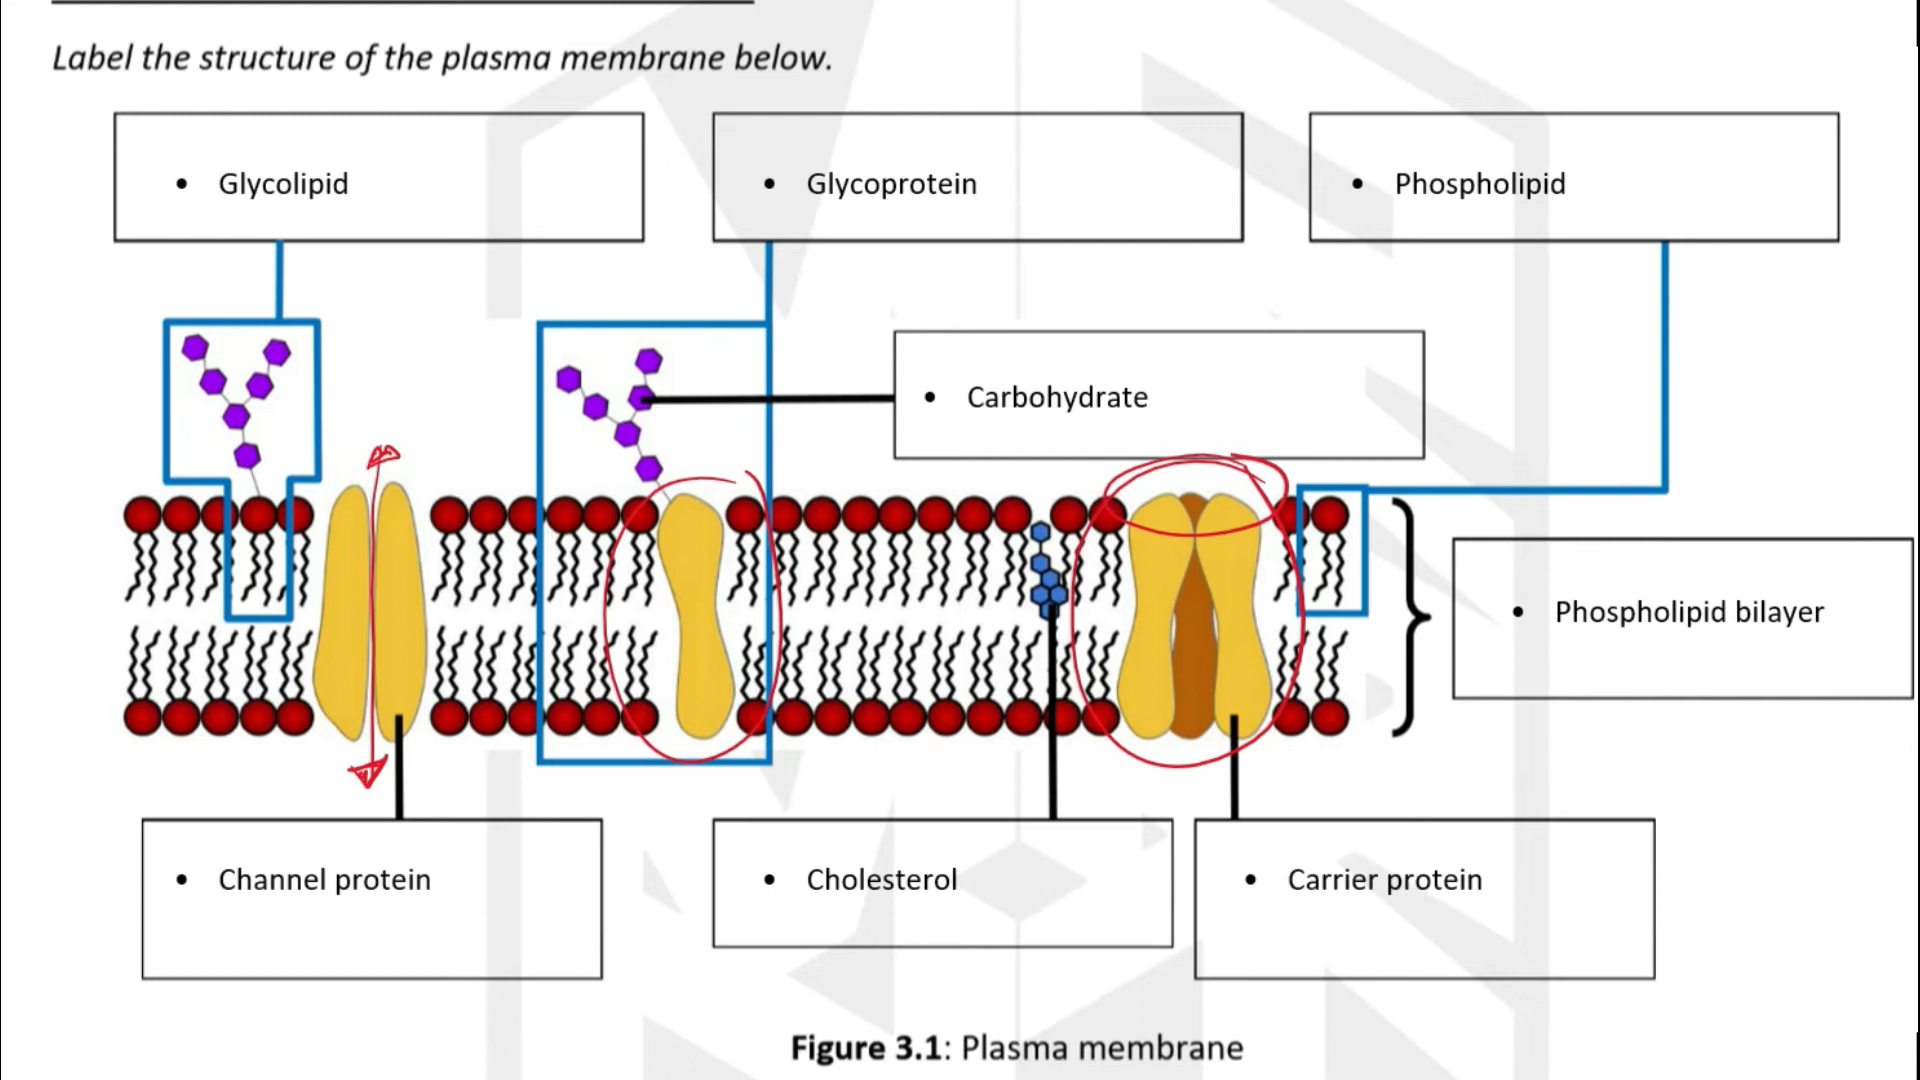 Label the structure of the plasma membrane below.
• Glycolipid
• Glycoprotein
• Phospholipid
• Carbohydrate
• Phospholipid bilayer
• Channel protein
• Cholesterol
• Carrier protein
Figure 3.1: Plasma membrane